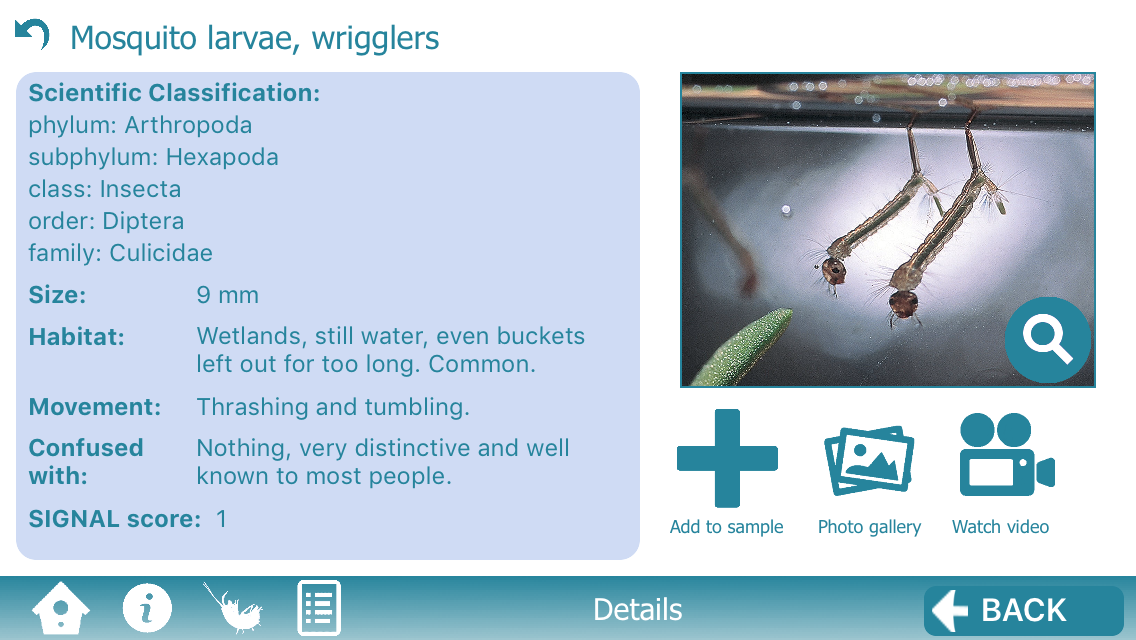 Mosquito larvae, wrigglers
Scientific Classification:
phylum: Arthropoda
subphylum: Hexapoda
class: Insecta
order: Diptera
family: Culicidae
Size: 9 mm
Habitat: Wetlands, still water, even buckets
left out for too long. Common.
Movement: Thrashing and tumbling.
Confused Nothing, very distinctive and well
with: known to most people.
SIGNAL score: 1
Add to sample Photo gallery Watch video
Details BACK